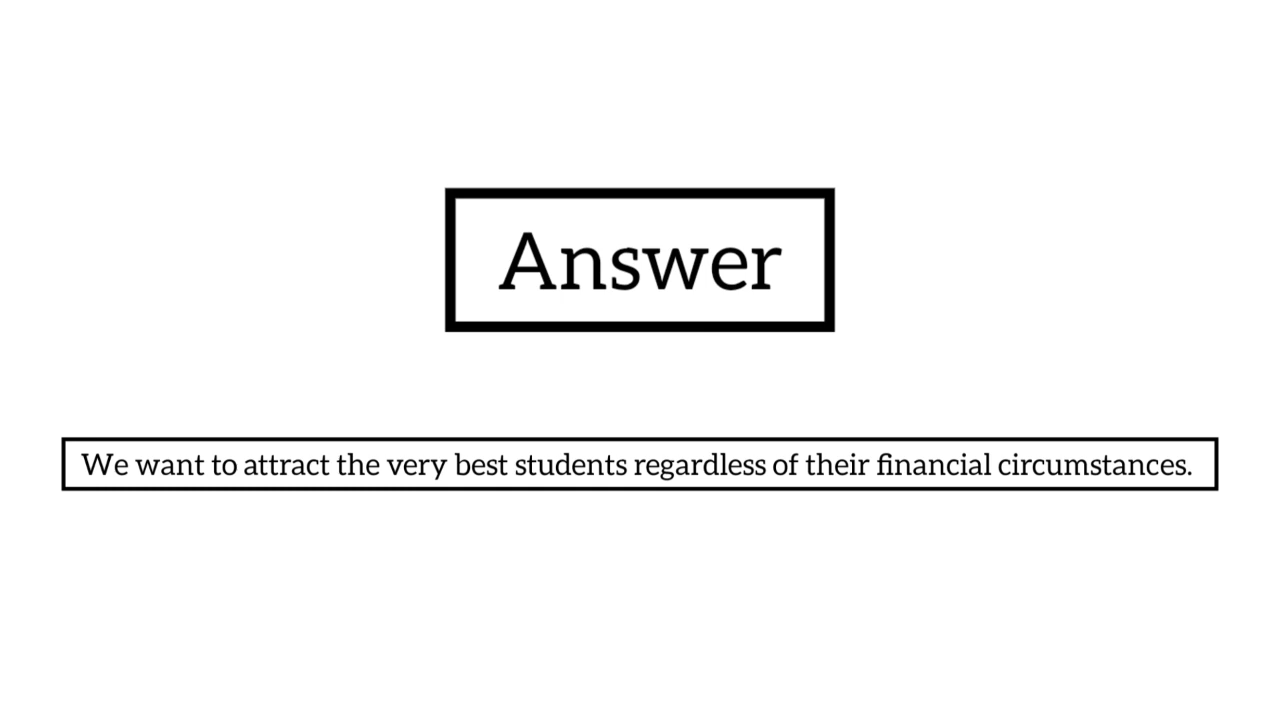 Answer
We want to attract the very best students regardless of their financial circumstances.